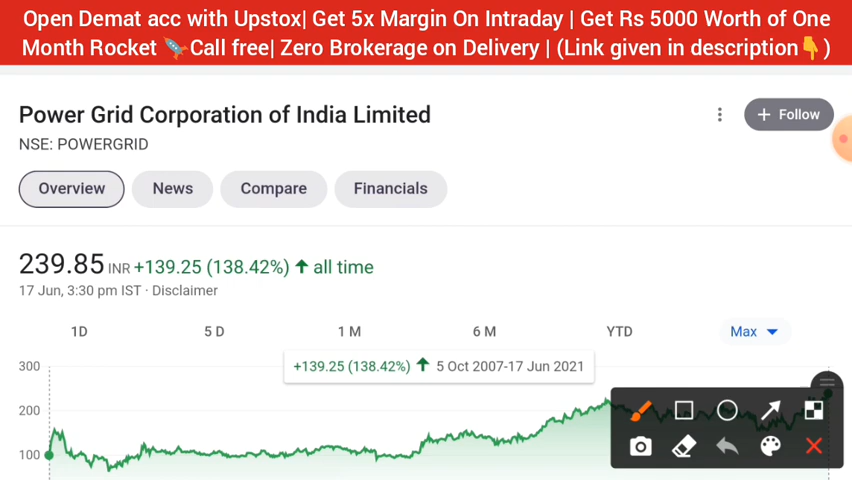 Open Demat acc with Upstox| Get 5x Margin On Intraday | Get Rs 5000 Worth of One
Month Rocket 🚀Call free| Zero Brokerage on Delivery | (Link given in description👇)
Power Grid Corporation of India Limited
+ Follow
NSE: POWERGRID
Overview News Compare Financials
239.85 INR +139.25 (138.42%) ↑ all time
17 Jun, 3:30 pm IST · Disclaimer
1D 5 D 1 M 6 M YTD Max
+139.25 (138.42%) ↑ 5 Oct 2007-17 Jun 2021
300
200
100